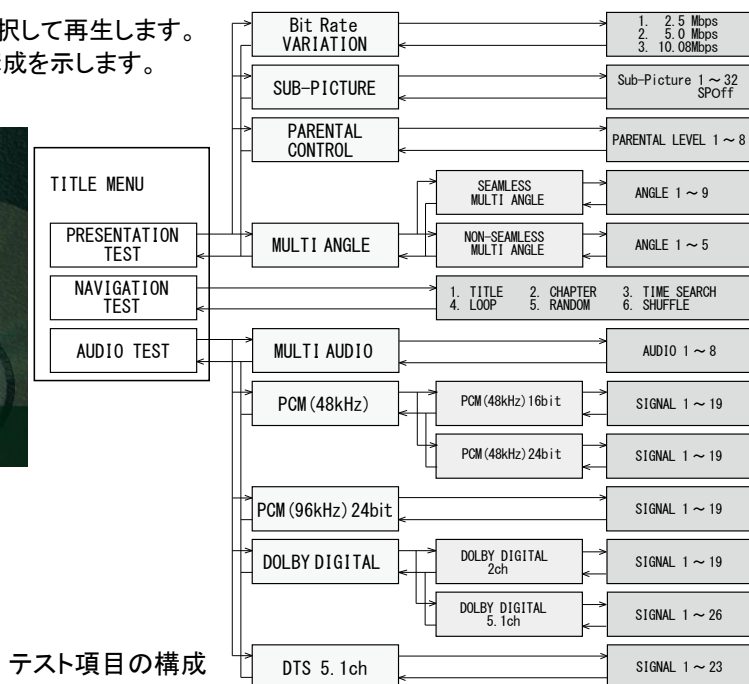 択して再生します。
成を示します。
TITLE MENU
PRESENTATION
TEST
NAVIGATION
TEST
AUDIO TEST
Bit Rate
VARIATION
1. 2.5 Mbps
2. 5.0 Mbps
3. 10.08Mbps
SUB-PICTURE
Sub-Picture 1～32
SPOff
PARENTAL
CONTROL
PARENTAL LEVEL 1～8
MULTI ANGLE
SEAMLESS
MULTI ANGLE
ANGLE 1～9
NON-SEAMLESS
MULTI ANGLE
ANGLE 1～5
1. TITLE 2. CHAPTER 3. TIME SEARCH
4. LOOP 5. RANDOM 6. SHUFFLE
MULTI AUDIO
AUDIO 1～8
PCM(48kHz)
PCM(48kHz)16bit
SIGNAL 1～19
PCM(48kHz)24bit
SIGNAL 1～19
PCM(96kHz)24bit
SIGNAL 1～19
DOLBY DIGITAL
DOLBY DIGITAL
2ch
SIGNAL 1～19
DOLBY DIGITAL
5.1ch
SIGNAL 1～26
DTS 5.1ch
SIGNAL 1～23
テスト項目の構成